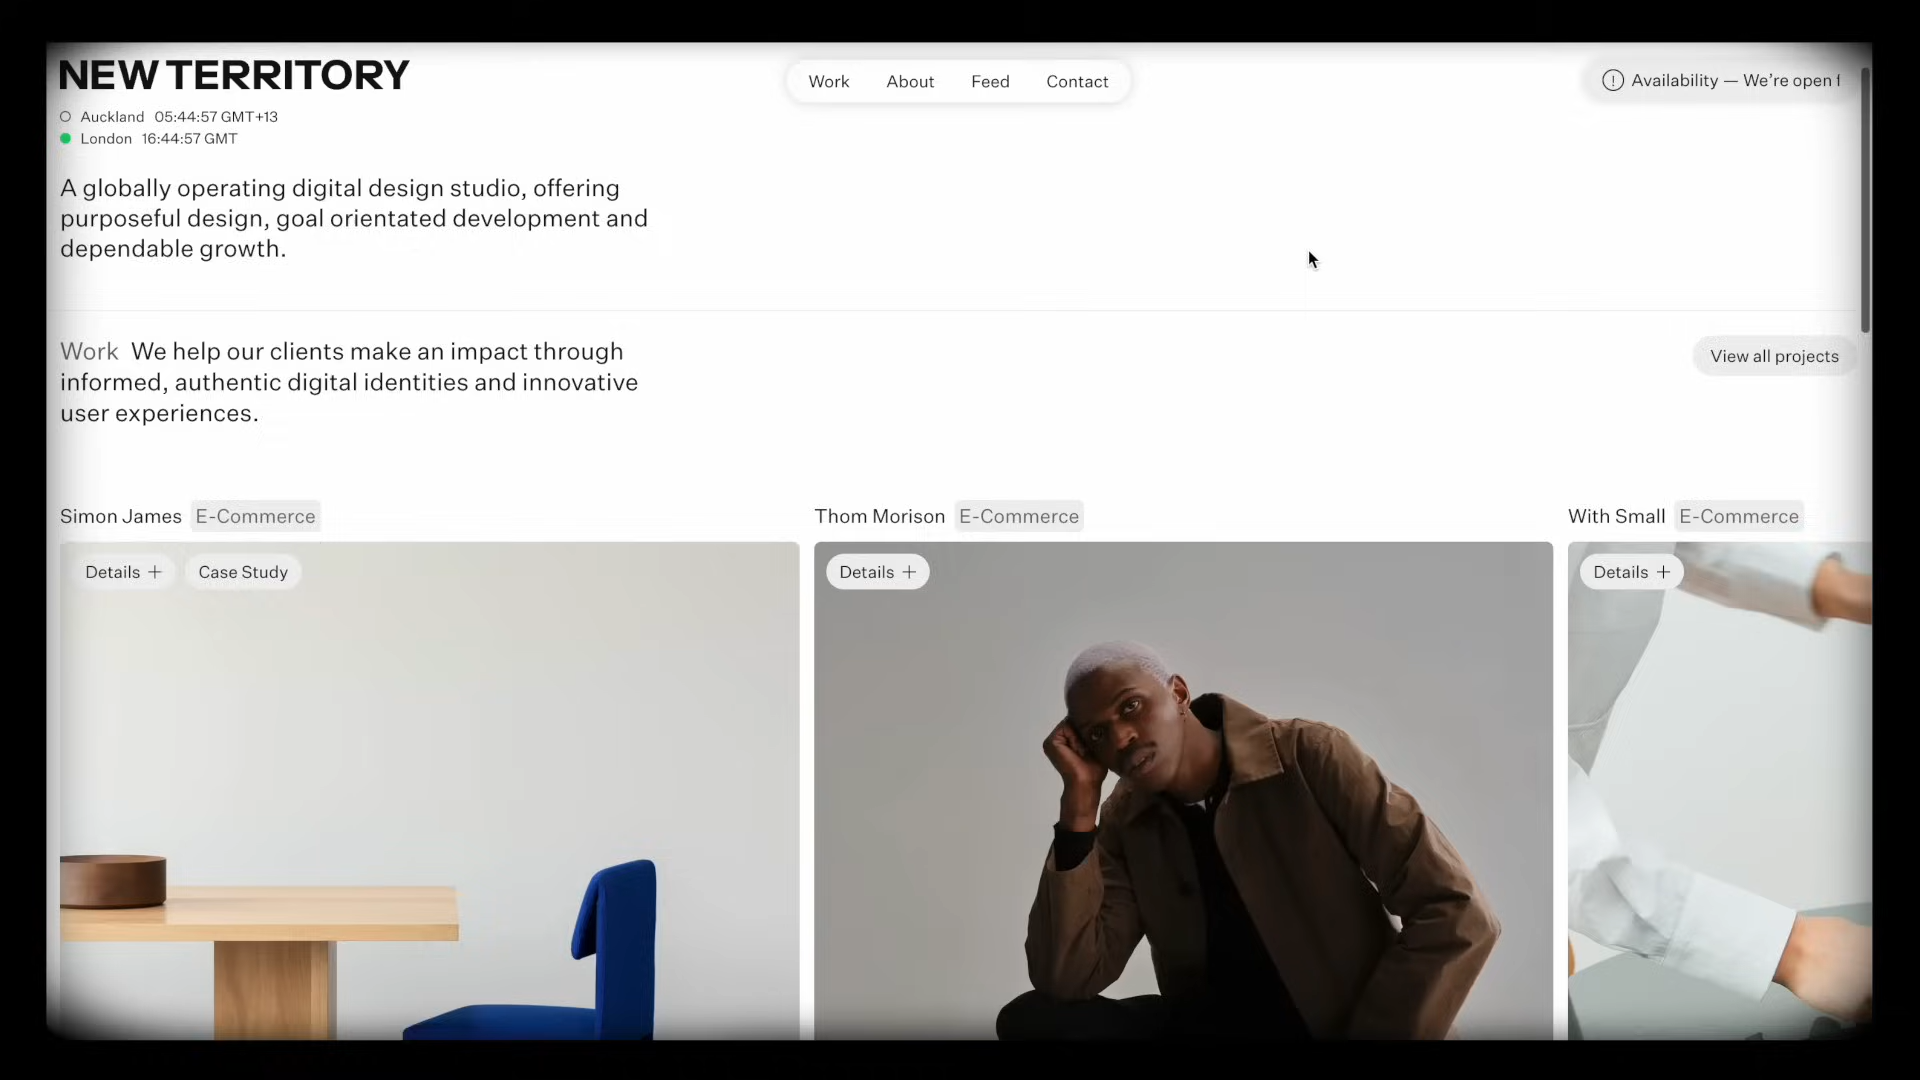 NEW TERRITORY
Work
About
Feed
Contact
Availability — We're open f
Auckland 05:44:57 GMT+13
London 16:44:57 GMT
A globally operating digital design studio, offering
purposeful design, goal orientated development and
dependable growth.
Work We help our clients make an impact through
informed, authentic digital identities and innovative
user experiences.
View all projects
Simon James E-Commerce
Details +
Case Study
Thom Morison E-Commerce
Details +
With Small E-Commerce
Details +